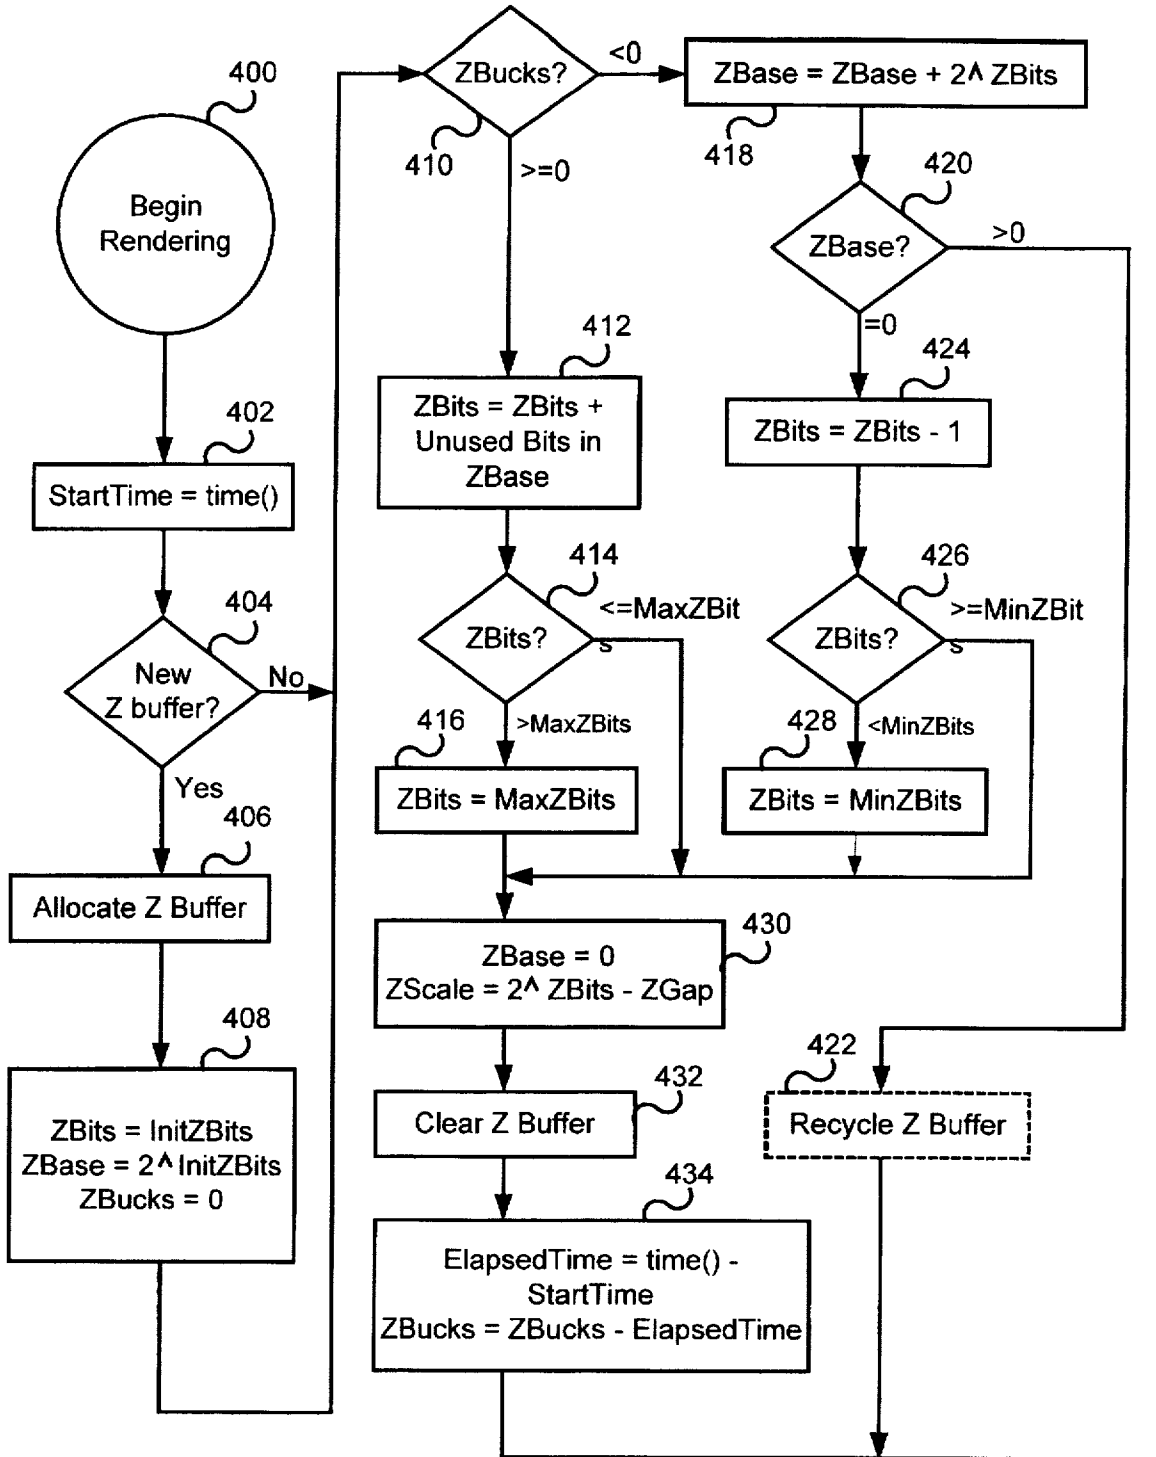 400
Begin
Rendering
402
StartTime = time()
404
New
Z buffer?
No
Yes
406
Allocate Z Buffer
408
ZBits = InitZBits
ZBase = 2^ InitZBits
ZBucks = 0
ZBucks?
<0
410
>=0
412
ZBits = ZBits +
Unused Bits in
ZBase
414
<=MaxZBit
s
ZBits?
>MaxZBits
416
ZBits = MaxZBits
ZBase = ZBase + 2^ ZBits
418
420
ZBase?
>0
=0
424
ZBits = ZBits - 1
426
>=MinZBit
s
ZBits?
<MinZBits
428
ZBits = MinZBits
430
ZBase = 0
ZScale = 2^ ZBits - ZGap
432
Clear Z Buffer
422
Recycle Z Buffer
434
ElapsedTime = time() -
StartTime
ZBucks = ZBucks - ElapsedTime